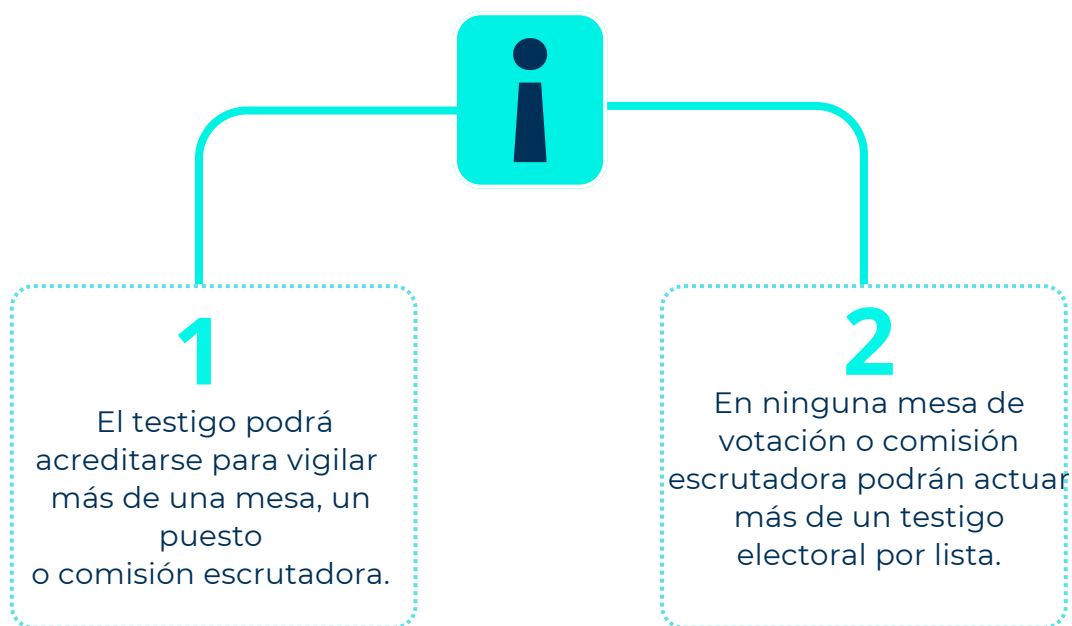 1
El testigo podrá
acreditarse para vigilar
más de una mesa, un
puesto
o comisión escrutadora.
2
En ninguna mesa de
votación o comisión
escrutadora podrán actuar
más de un testigo
electoral por lista.